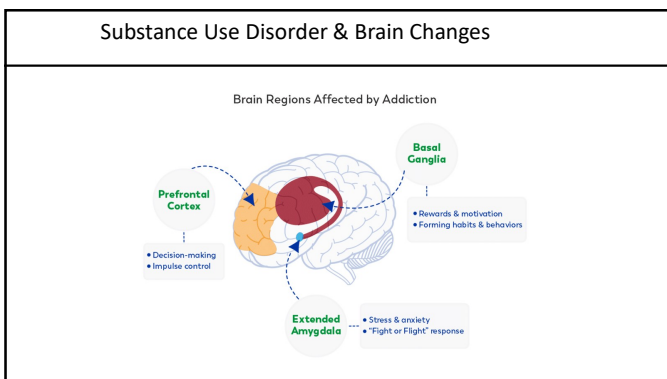 Substance Use Disorder & Brain Changes
Brain Regions Affected by Addiction
Basal
Ganglia
• Rewards & motivation
• Forming habits & behaviors
Prefrontal
Cortex
• Decision-making
• Impulse control
Extended
Amygdala
• Stress & anxiety
• "Fight or Flight" response